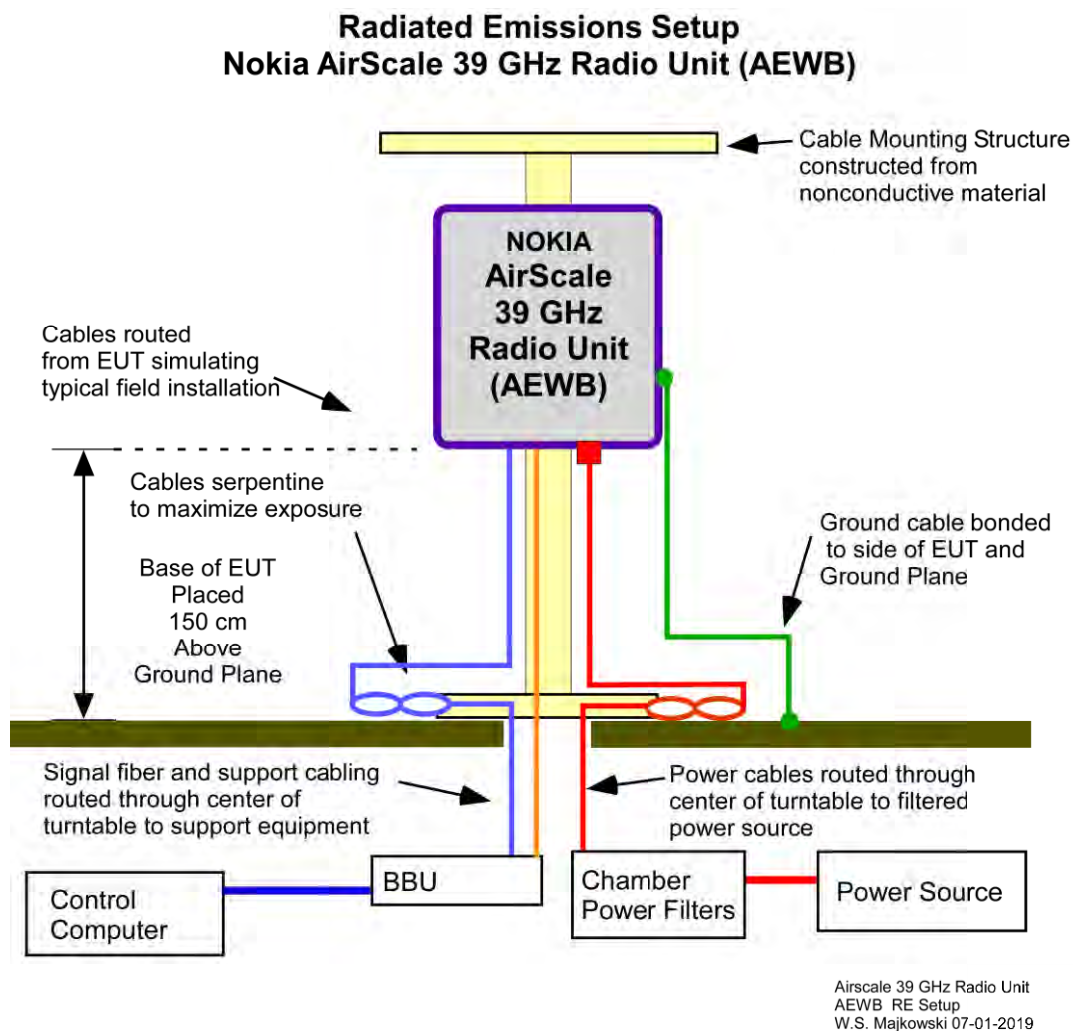 Radiated Emissions Setup
Nokia AirScale 39 GHz Radio Unit (AEWB)
Cable Mounting Structure
constructed from
nonconductive material
NOKIA
AirScale
39 GHz
Radio Unit
(AEWB)
Cables routed
from EUT simulating
typical field installation
Cables serpentine
to maximize exposure
Base of EUT
Placed
150 cm
Above
Ground Plane
Ground cable bonded
to side of EUT and
Ground Plane
Signal fiber and support cabling
routed through center of
turntable to support equipment
Power cables routed through
center of turntable to filtered
power source
Control
Computer
BBU
Chamber
Power Filters
Power Source
Airscale 39 GHz Radio Unit
AEWB RE Setup
W.S. Majkowski 07-01-2019